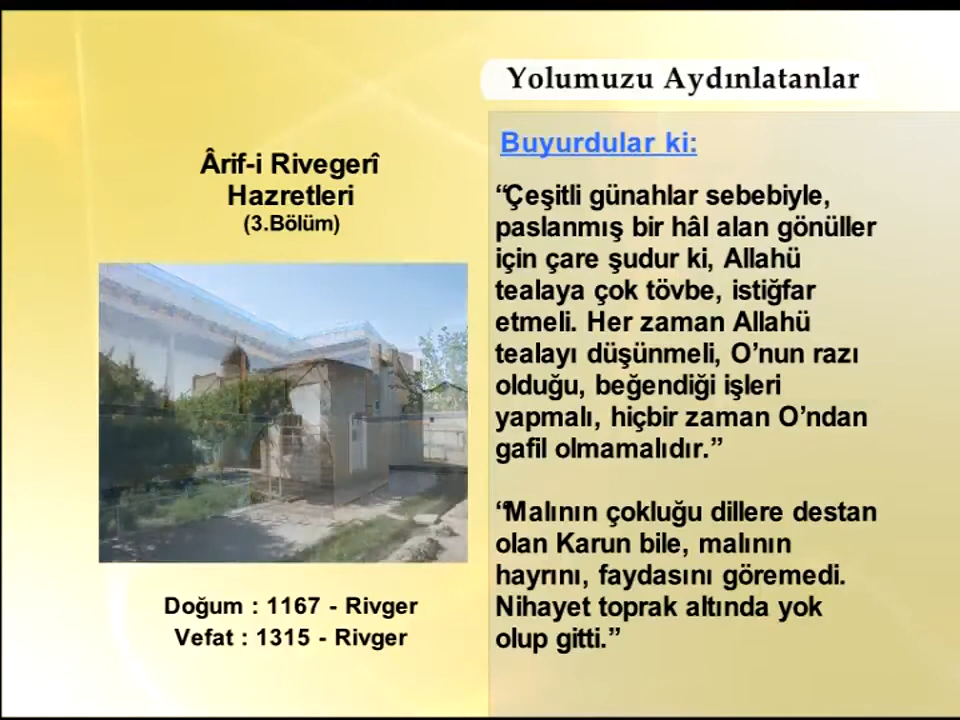 Yolumuzu Aydınlatanlar
Ârif-i Rivegerî
Hazretleri
(3.Bölüm)
Doğum : 1167 - Rivger
Vefat : 1315 - Rivger
Buyurdular ki:
“Çeşitli günahlar sebebiyle,
paslanmış bir hâl alan gönüller
için çare şudur ki, Allahü
tealaya çok tövbe, istiğfar
etmeli. Her zaman Allahü
tealayı düşünmeli, O’nun razı
olduğu, beğendiği işleri
yapmalı, hiçbir zaman O’ndan
gafil olmamalıdır.”
“Malının çokluğu dillere destan
olan Karun bile, malının
hayrını, faydasını göremedi.
Nihayet toprak altında yok
olup gitti.”